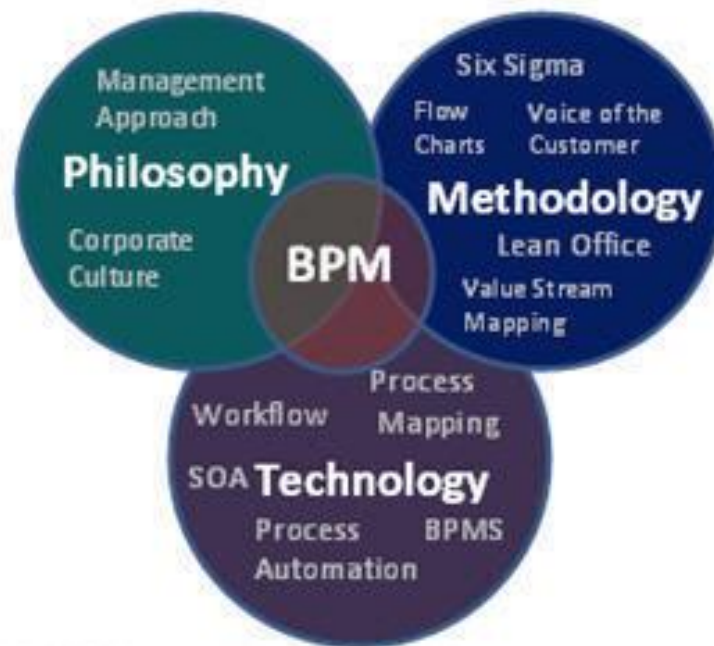 Management
Approach
Philosophy
Corporate
Culture
Six Sigma
Flow
Charts
Voice of the
Customer
Methodology
Lean Office
Value Stream
Mapping
BPM
Process
Mapping
Workflow
SOA
Technology
Process
Automation
BPMS